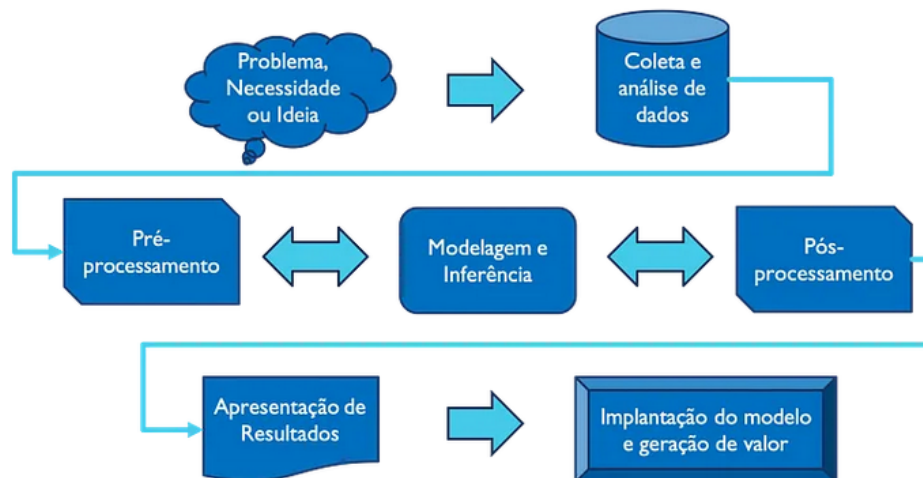 Problema,
Necessidade
ou Ideia
Coleta e
análise de
dados
Pré-
processamento
Modelagem e
Inferência
Pós-
processamento
Apresentação de
Resultados
Implantação do modelo
e geração de valor